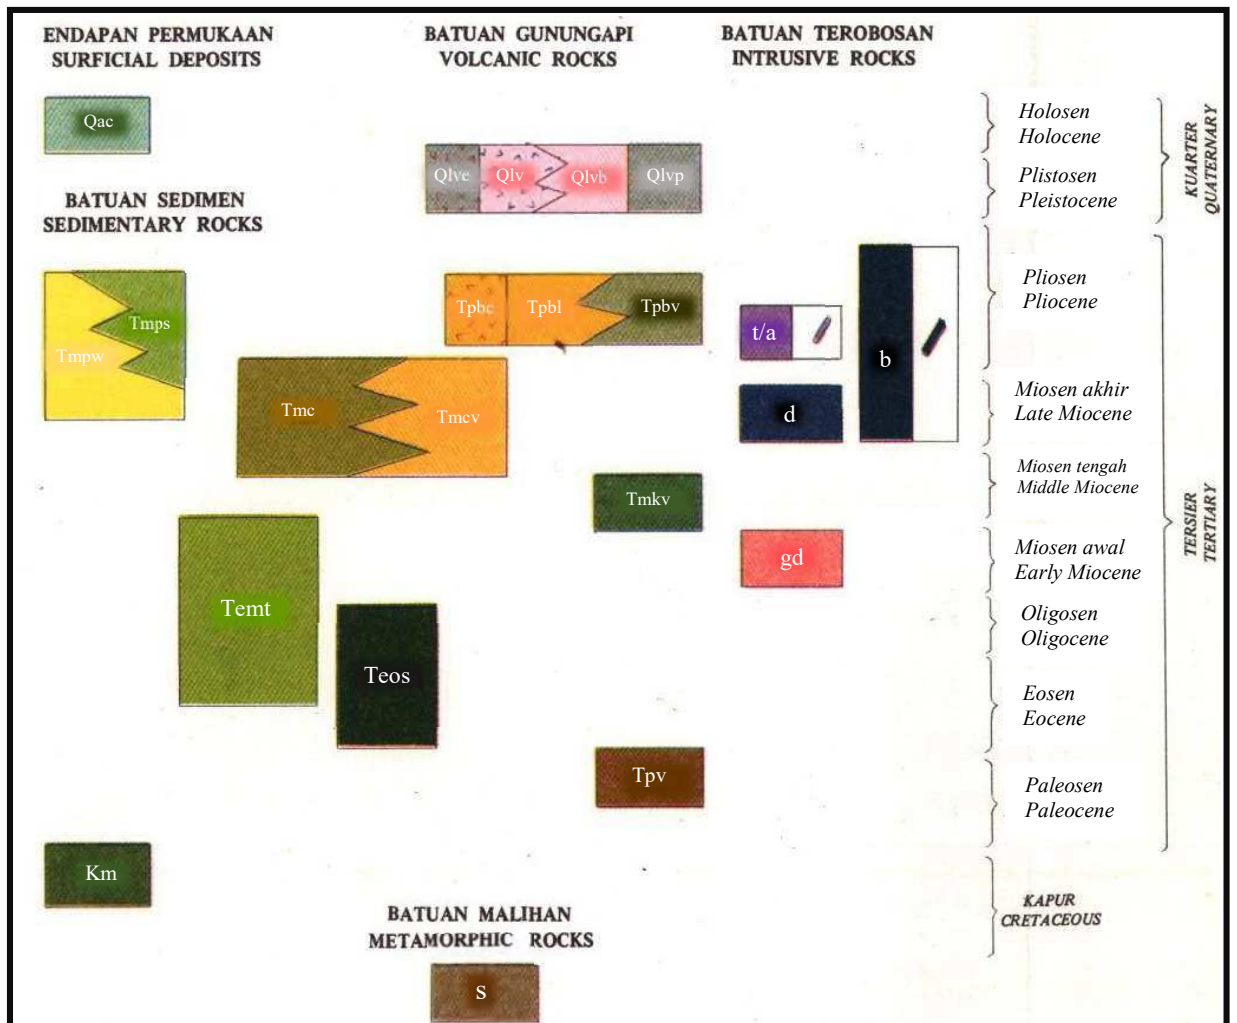 ENDAPAN PERMUKAAN
SURFICIAL DEPOSITS
BATUAN GUNUNGAPI
VOLCANIC ROCKS
BATUAN TEROBOSAN
INTRUSIVE ROCKS
Qac
Qlve
Qlv
Qlvb
Qlvp
Holosen
Holocene
Plistosen
Pleistocene
KUARTER
QUATERNARY
BATUAN SEDIMEN
SEDIMENTARY ROCKS
Tmps
Tmpw
Tpbc
Tpbl
Tpbv
t/a
b
Pliosen
Pliocene
Tmc
Tmcv
d
Miosen akhir
Late Miocene
Tmkv
Miosen tengah
Middle Miocene
TERSIER
TERTIARY
gd
Miosen awal
Early Miocene
Temt
Oligosen
Oligocene
Teos
Eosen
Eocene
Tpv
Paleosen
Paleocene
Km
KAPUR
CRETACEOUS
BATUAN MALIHAN
METAMORPHIC ROCKS
s